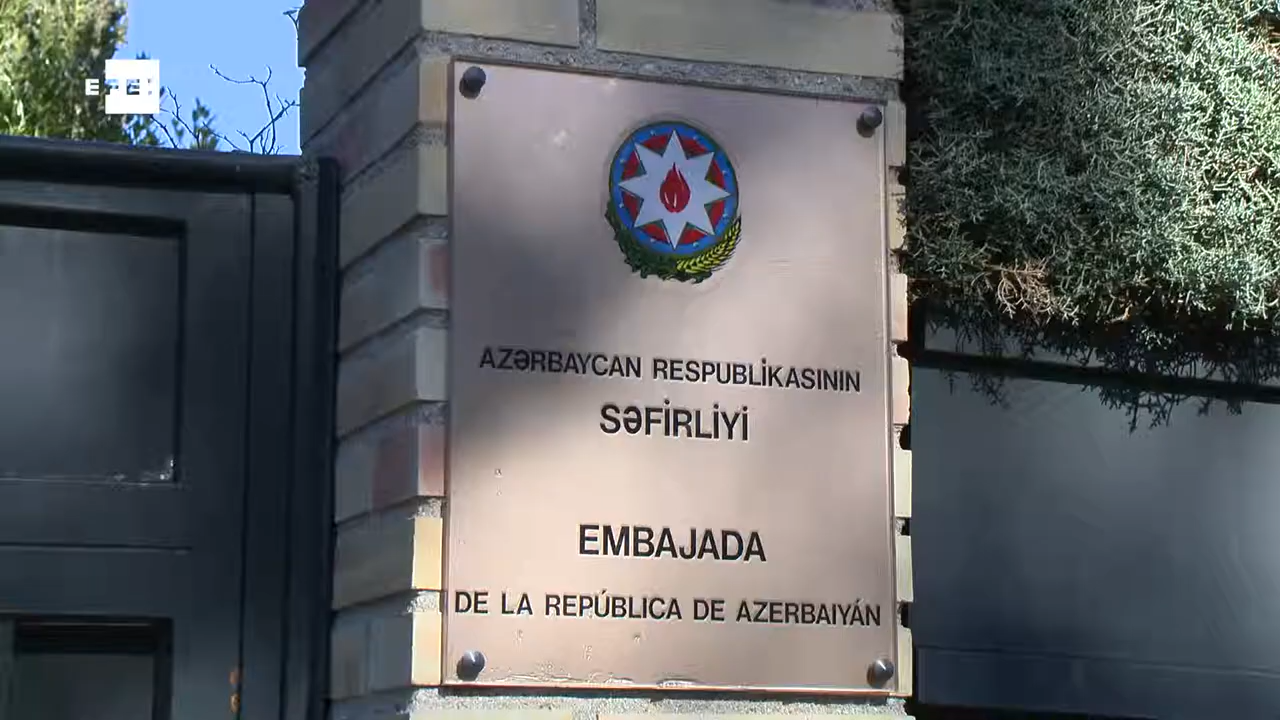 AZƏRBAYCAN RESPUBLİKASININ
SƏFİRLİYİ
EMBAJADA
DE LA REPÚBLICA DE AZERBAIYÁN